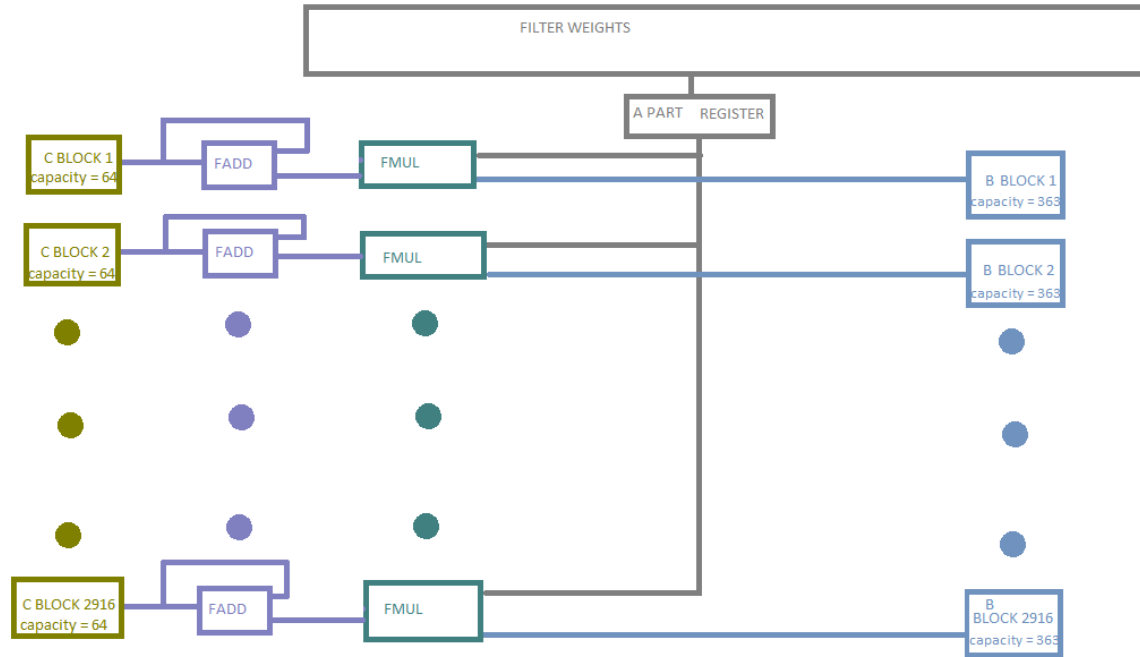 FILTER WEIGHTS
A PART REGISTER
C BLOCK 1
capacity = 64
FADD
FMUL
B BLOCK 1
capacity = 363
C BLOCK 2
capacity = 64
FADD
FMUL
B BLOCK 2
capacity = 363
C BLOCK 2916
capacity = 64
FADD
FMUL
B
BLOCK 2916
capacity = 363